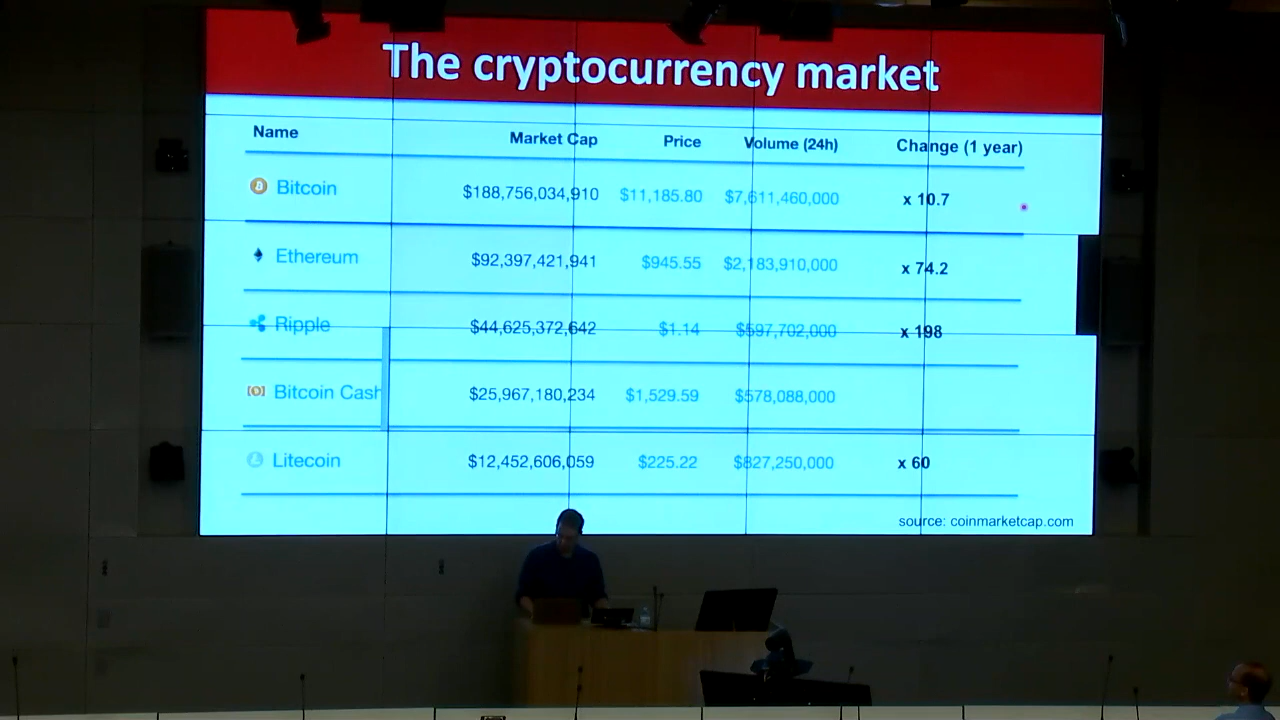 The cryptocurrency market
Name Market Cap Price Volume (24h) Change (1 year)
Bitcoin $188,756,034,910 $11,185.80 $7,611,460,000 x 10.7
Ethereum $92,397,421,941 $945.55 $2,183,910,000 x 74.2
Ripple $44,625,372,642 $1.14 $597,702,000 x 198
Bitcoin Cash $25,967,180,234 $1,529.59 $578,088,000
Litecoin $12,452,606,059 $225.22 $827,250,000 x 60
source: coinmarketcap.com